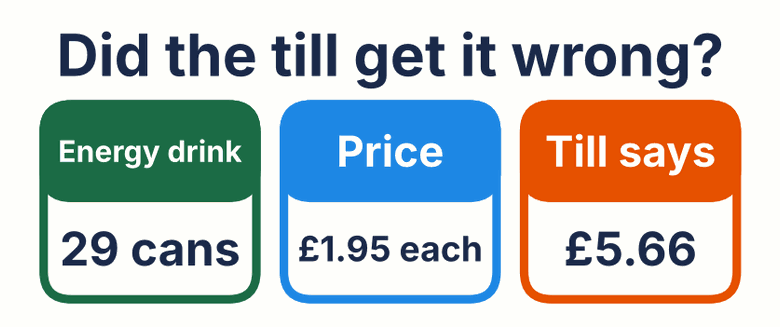 Did the till get it wrong?
Energy drink
29 cans
Price
£1.95 each
Till says
£5.66